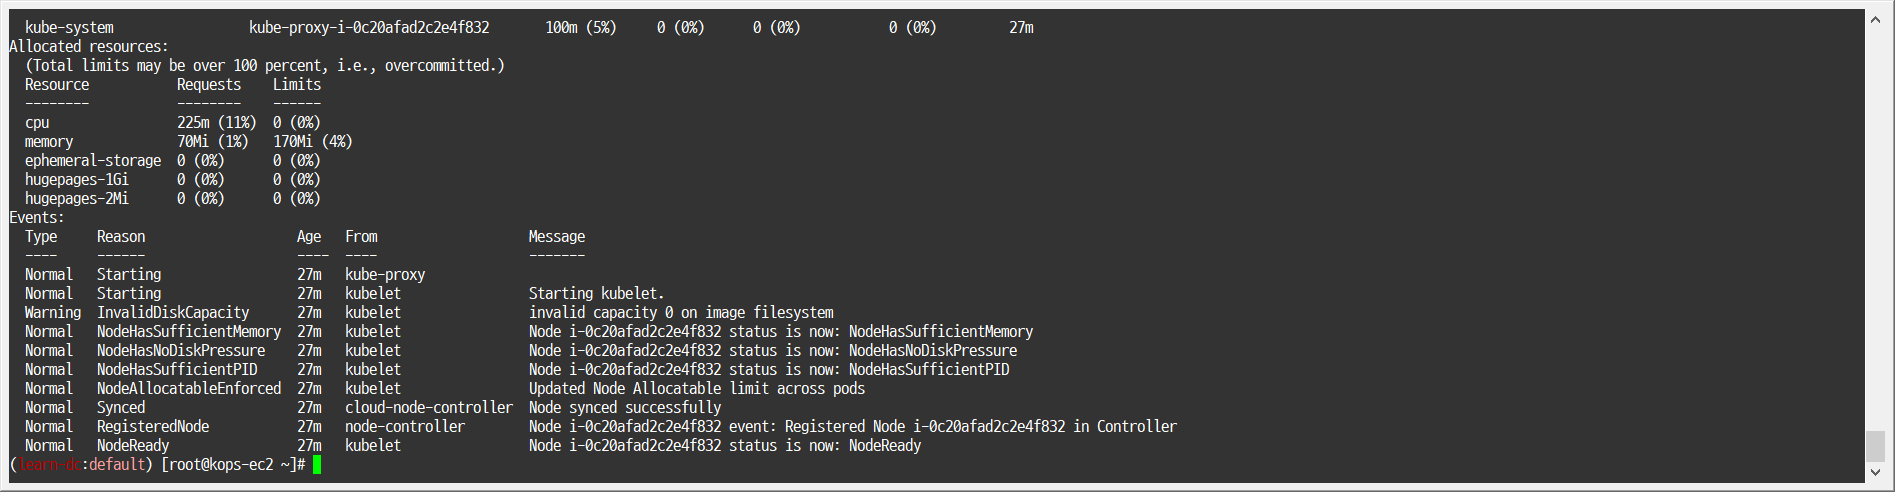 kube-system kube-proxy-i-0c20afad2c2e4f832 100m (5%) 0 (0%) 0 (0%) 0 (0%) 27m
Allocated resources:
(Total limits may be over 100 percent, i.e., overcommitted.)
Resource Requests Limits
-------- -------- ------
cpu 225m (11%) 0 (0%)
memory 70Mi (1%) 170Mi (4%)
ephemeral-storage 0 (0%) 0 (0%)
hugepages-1Gi 0 (0%) 0 (0%)
hugepages-2Mi 0 (0%) 0 (0%)
Events:
Type Reason Age From Message
---- ------ ---- ---- -------
Normal Starting 27m kube-proxy
Normal Starting 27m kubelet Starting kubelet.
Warning InvalidDiskCapacity 27m kubelet invalid capacity 0 on image filesystem
Normal NodeHasSufficientMemory 27m kubelet Node i-0c20afad2c2e4f832 status is now: NodeHasSufficientMemory
Normal NodeHasNoDiskPressure 27m kubelet Node i-0c20afad2c2e4f832 status is now: NodeHasNoDiskPressure
Normal NodeHasSufficientPID 27m kubelet Node i-0c20afad2c2e4f832 status is now: NodeHasSufficientPID
Normal NodeAllocatableEnforced 27m kubelet Updated Node Allocatable limit across pods
Normal Synced 27m cloud-node-controller Node synced successfully
Normal RegisteredNode 27m node-controller Node i-0c20afad2c2e4f832 event: Registered Node i-0c20afad2c2e4f832 in Controller
Normal NodeReady 27m kubelet Node i-0c20afad2c2e4f832 status is now: NodeReady
(learn-dc:default) [root@kops-ec2 ~]#